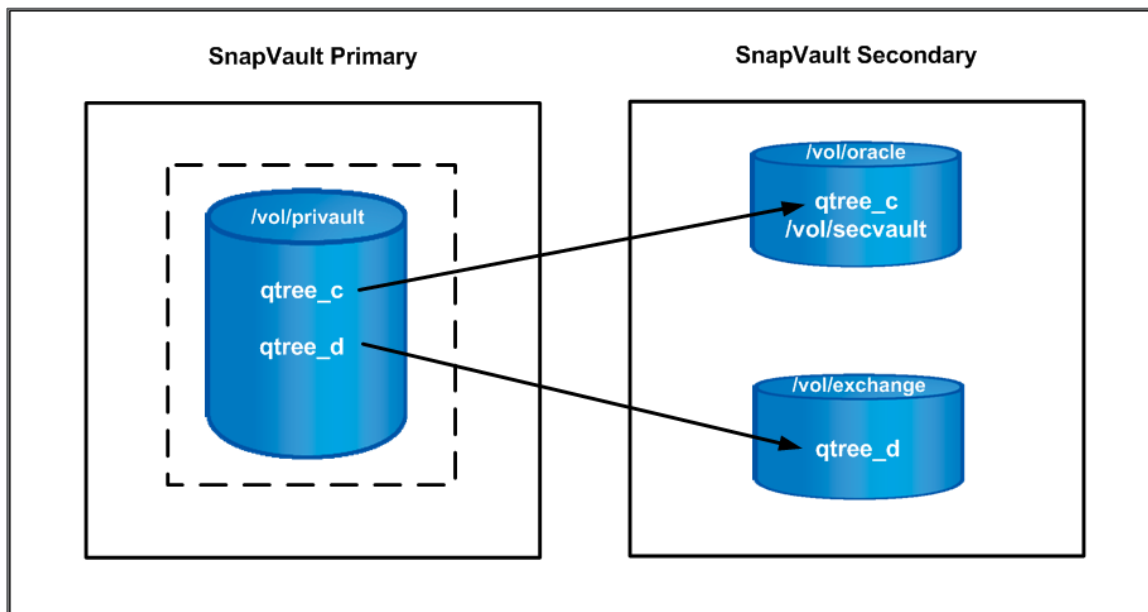 SnapVault Primary
SnapVault Secondary
/vol/privault
qtree_c
qtree_d
/vol/oracle
qtree_c
/vol/secvault
/vol/exchange
qtree_d